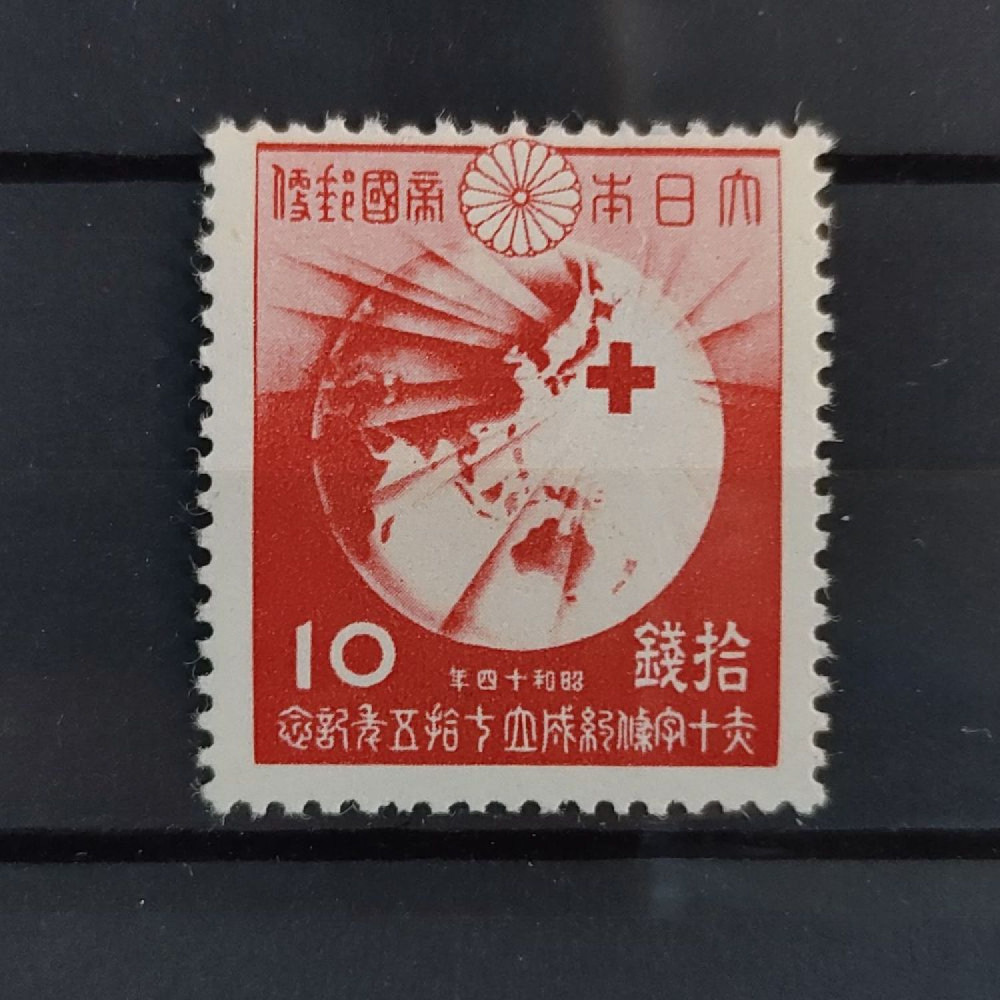 大日本帝國郵便
10
拾錢
昭和十四年
赤十字條約成立七拾五年記念